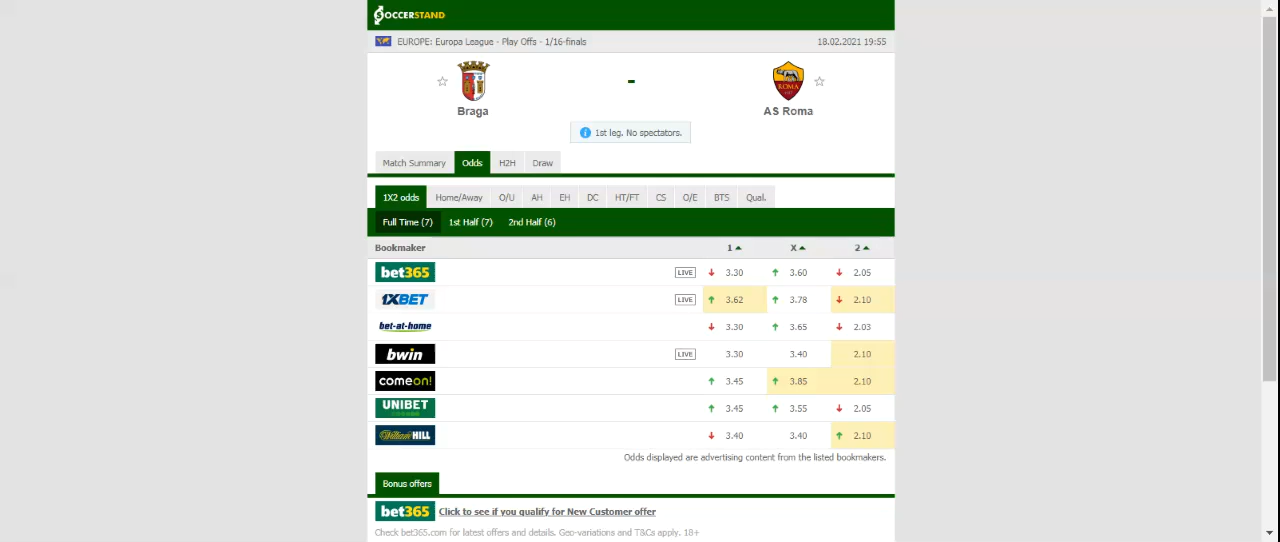 SOCCERSTAND
EUROPE: Europa League - Play Offs - 1/16-finals 18.02.2021 19:55
-
ROMA
Braga AS Roma
1st leg. No spectators.
Match Summary Odds H2H Draw
1X2 odds Home/Away O/U AH EH DC HT/FT CS O/E BTS Qual.
Full Time (7) 1st Half (7) 2nd Half (6)
Bookmaker 1 X 2
bet365 LIVE 3.30 3.60 2.05
1XBET LIVE 3.62 3.78 2.10
bet-at-home 3.30 3.65 2.03
bwin LIVE 3.30 3.40 2.10
comeon! 3.45 3.85 2.10
UNIBET 3.45 3.55 2.05
William HILL 3.40 3.40 2.10
Odds displayed are advertising content from the listed bookmakers.
Bonus offers
bet365 Click to see if you qualify for New Customer offer
Check bet365.com for latest offers and details. Geo-variations and T&Cs apply. 18+